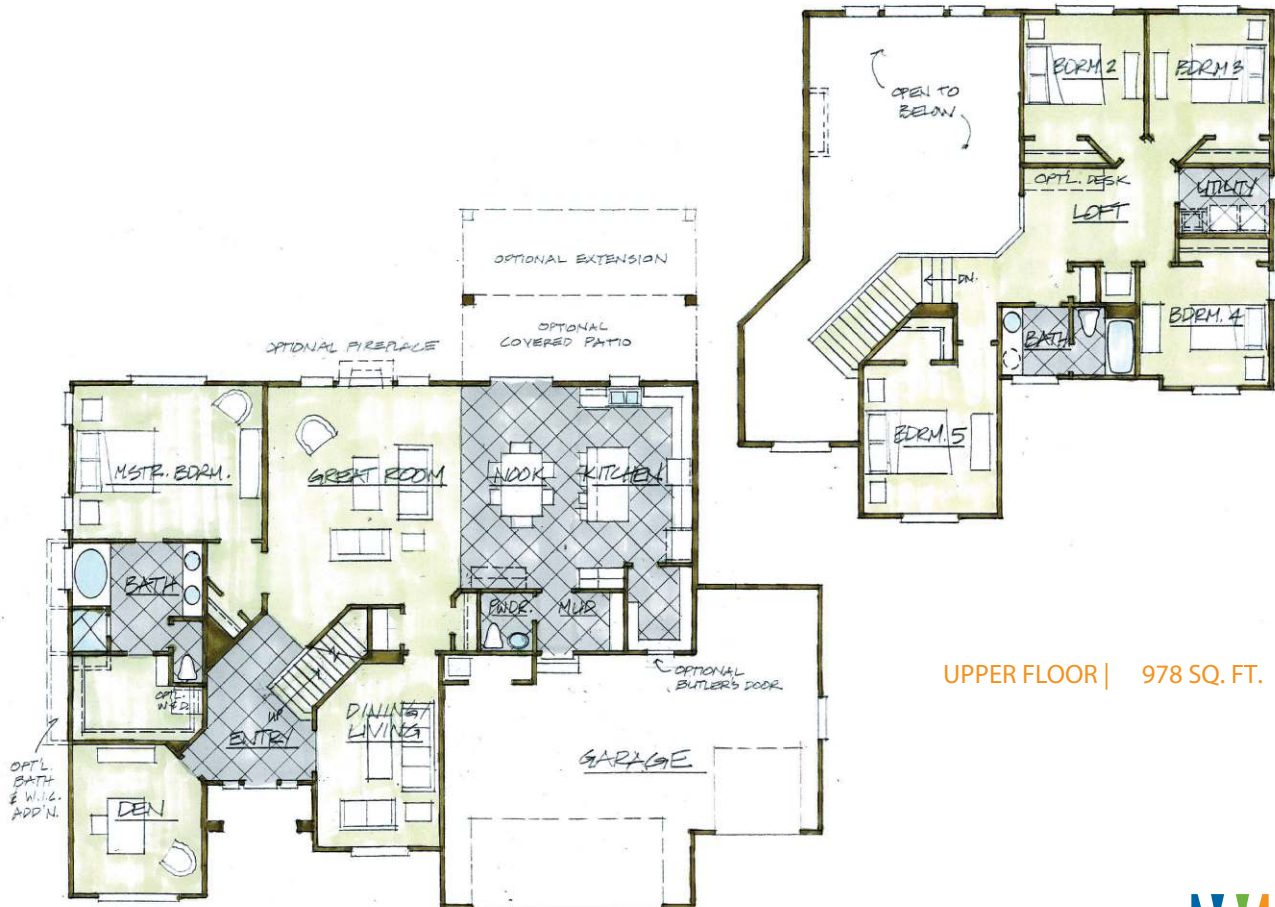 BDRM. 2
BDRM 3
OPEN TO
BELOW
OPT'L. DESK
UTILITY
LOFT
DN.
BDRM. 4
BATH
BDRM. 5
OPTIONAL EXTENSION
OPTIONAL
COVERED PATIO
OPTIONAL FIREPLACE
MSTR. BDRM.
GREAT ROOM
NOOK
KITCHEN
BATH
PWDR.
MUD
OPTIONAL
BUTLER'S DOOR
OPT'L.
W & D.
UP
ENTRY
DINING/
LIVING
GARAGE
OPT'L.
BATH
& W.I.C.
ADD'N.
DEN
UPPER FLOOR | 978 SQ. FT.